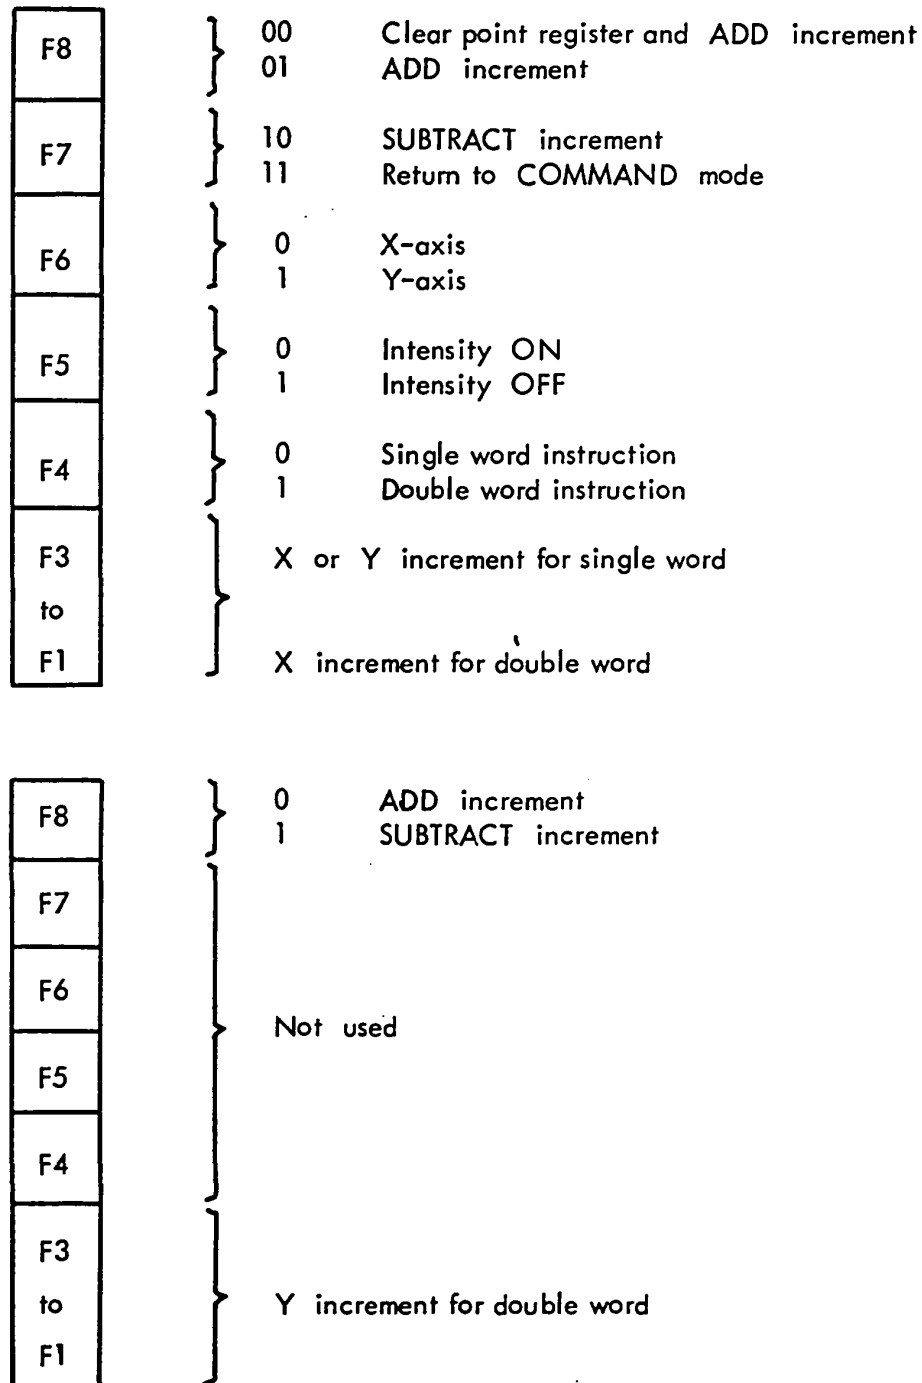 F8
00 Clear point register and ADD increment
01 ADD increment
F7
10 SUBTRACT increment
11 Return to COMMAND mode
F6
0 X-axis
1 Y-axis
F5
0 Intensity ON
1 Intensity OFF
F4
0 Single word instruction
1 Double word instruction
F3 X or Y increment for single word
to
F1 X increment for double word
F8
0 ADD increment
1 SUBTRACT increment
F7
F6
Not used
F5
F4
F3
to Y increment for double word
F1